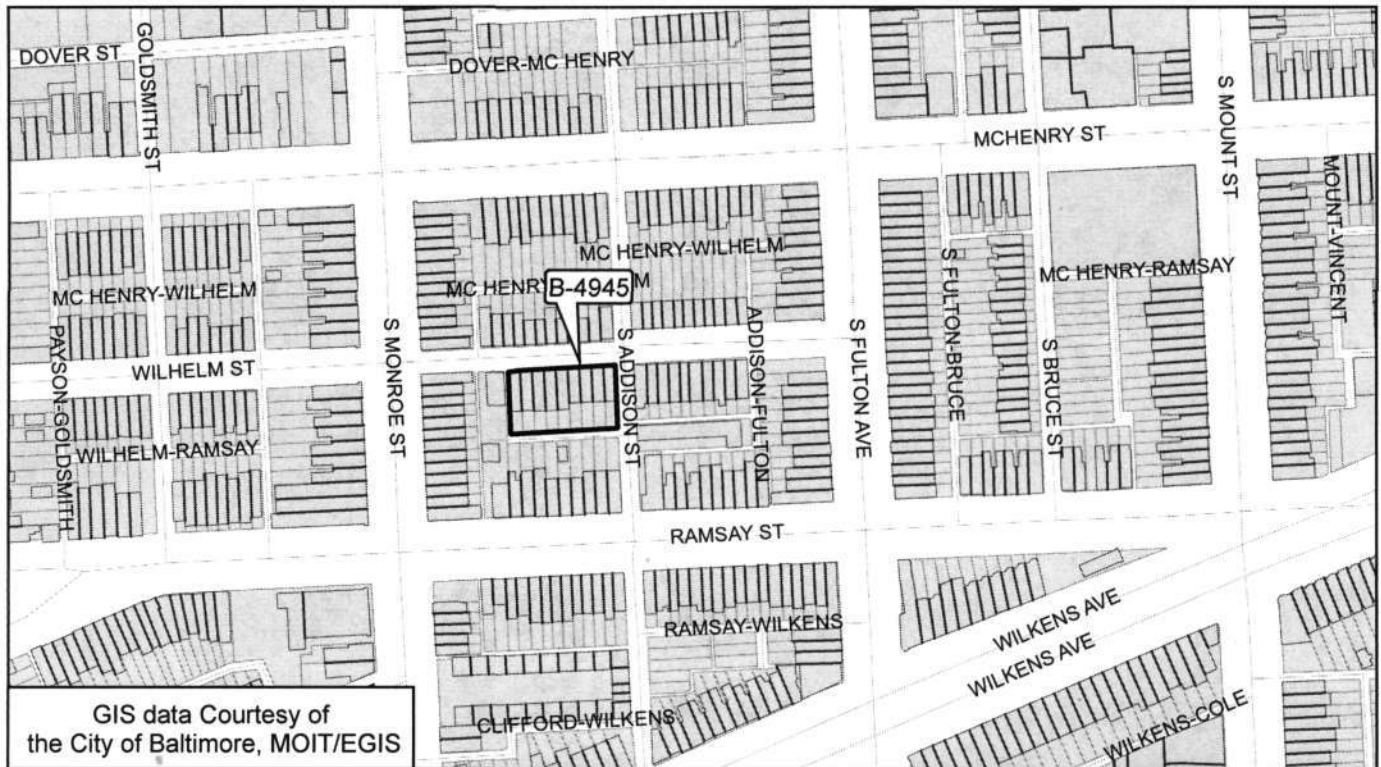 DOVER ST
GOLDSMITH ST
DOVER-MC HENRY
S MOUNT ST
MCHENRY ST
MOUNT-VINCENT
MC HENRY-WILHELM
MC HENRY-WILHELM
MC HENRY
M
B-4945
MC HENRY-RAMSAY
S FULTON-BRUCE
PAYSON-GOLDSMITH
S MONROE ST
S ADDISON ST
ADDISON-FULTON
S FULTON AVE
S BRUCE ST
WILHELM ST
WILHELM-RAMSAY
RAMSAY ST
RAMSAY-WILKENS
WILKENS AVE
WILKENS AVE
CLIFFORD-WILKENS
WILKENS-COLE
GIS data Courtesy of
the City of Baltimore, MOIT/EGIS